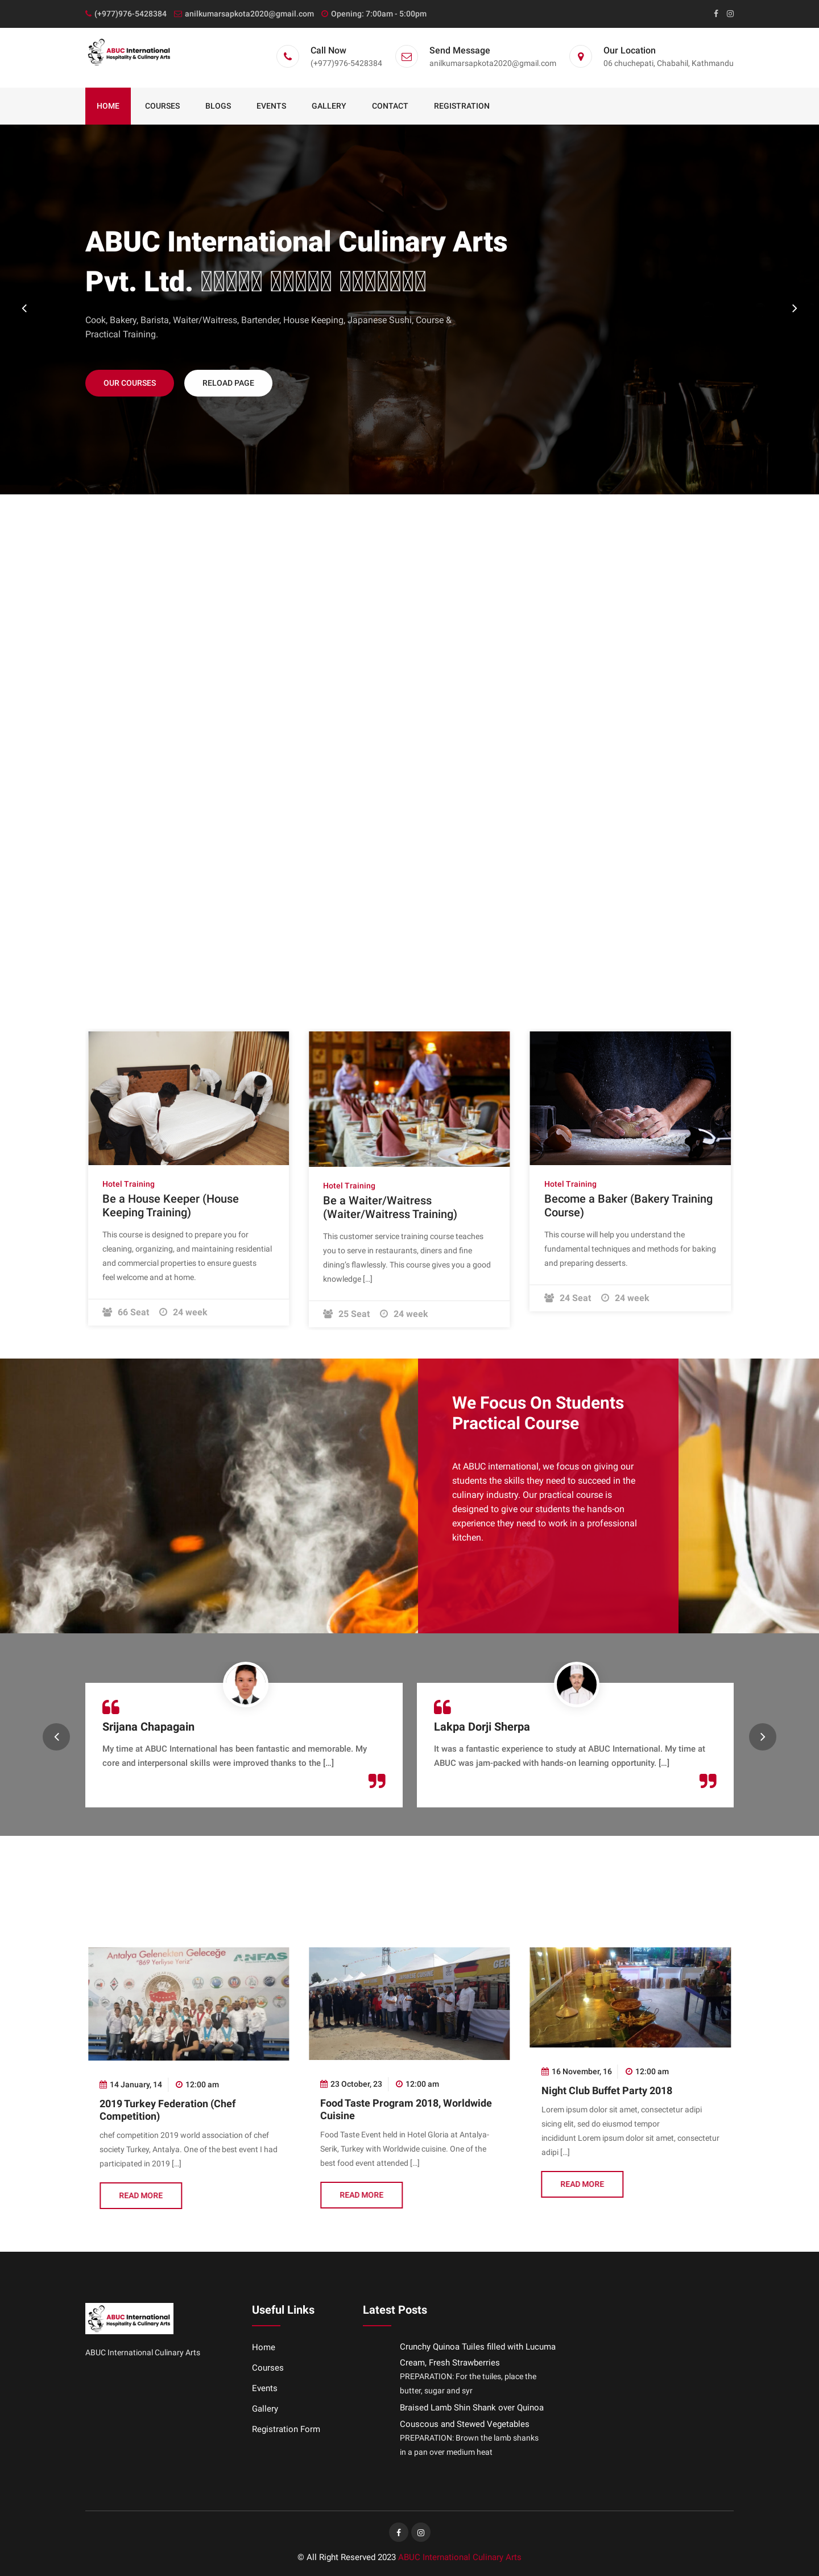 (+977)976-5428384 anilkumarsapkota2020@gmail.com Opening: 7:00am - 5:00pm
ABUC International
Hospitality & Culinary Arts
Call Now
(+977)976-5428384
Send Message
anilkumarsapkota2020@gmail.com
Our Location
06 chuchepati, Chabahil, Kathmandu
HOME COURSES BLOGS EVENTS GALLERY CONTACT REGISTRATION
ABUC International Culinary Arts
Pvt. Ltd.
Cook, Bakery, Barista, Waiter/Waitress, Bartender, House Keeping, Japanese Sushi, Course &
Practical Training.
OUR COURSES RELOAD PAGE
Hotel Training
Be a House Keeper (House
Keeping Training)
This course is designed to prepare you for
cleaning, organizing, and maintaining residential
and commercial properties to ensure guests
feel welcome and at home.
66 Seat 24 week
Hotel Training
Be a Waiter/Waitress
(Waiter/Waitress Training)
This customer service training course teaches
you to serve in restaurants, diners and fine
dining's flawlessly. This course gives you a good
knowledge [...]
25 Seat 24 week
Hotel Training
Become a Baker (Bakery Training
Course)
This course will help you understand the
fundamental techniques and methods for baking
and preparing desserts.
24 Seat 24 week
We Focus On Students
Practical Course
At ABUC international, we focus on giving our
students the skills they need to succeed in the
culinary industry. Our practical course is
designed to give our students the hands-on
experience they need to work in a professional
kitchen.
Srijana Chapagain
My time at ABUC International has been fantastic and memorable. My
core and interpersonal skills were improved thanks to the [...]
Lakpa Dorji Sherpa
It was a fantastic experience to study at ABUC International. My time at
ABUC was jam-packed with hands-on learning opportunity. [...]
Antalya Gelenekten Geleceğe
"869 Yerliyse Yeriz"
ANFAS
14 January, 14 12:00 am
2019 Turkey Federation (Chef
Competition)
chef competition 2019 world association of chef
society Turkey, Antalya. One of the best event I had
participated in 2019 [...]
READ MORE
23 October, 23 12:00 am
Food Taste Program 2018, Worldwide
Cuisine
Food Taste Event held in Hotel Gloria at Antalya-
Serik, Turkey with Worldwide cuisine. One of the
best food event attended [...]
READ MORE
16 November, 16 12:00 am
Night Club Buffet Party 2018
Lorem ipsum dolor sit amet, consectetur adipi
sicing elit, sed do eiusmod tempor
incididunt Lorem ipsum dolor sit amet, consectetur
adipi [...]
READ MORE
ABUC International
Hospitality & Culinary Arts
ABUC International Culinary Arts
Useful Links
Home
Courses
Events
Gallery
Registration Form
Latest Posts
Crunchy Quinoa Tuiles filled with Lucuma
Cream, Fresh Strawberries
PREPARATION: For the tuiles, place the
butter, sugar and syr
Braised Lamb Shin Shank over Quinoa
Couscous and Stewed Vegetables
PREPARATION: Brown the lamb shanks
in a pan over medium heat
© All Right Reserved 2023 ABUC International Culinary Arts